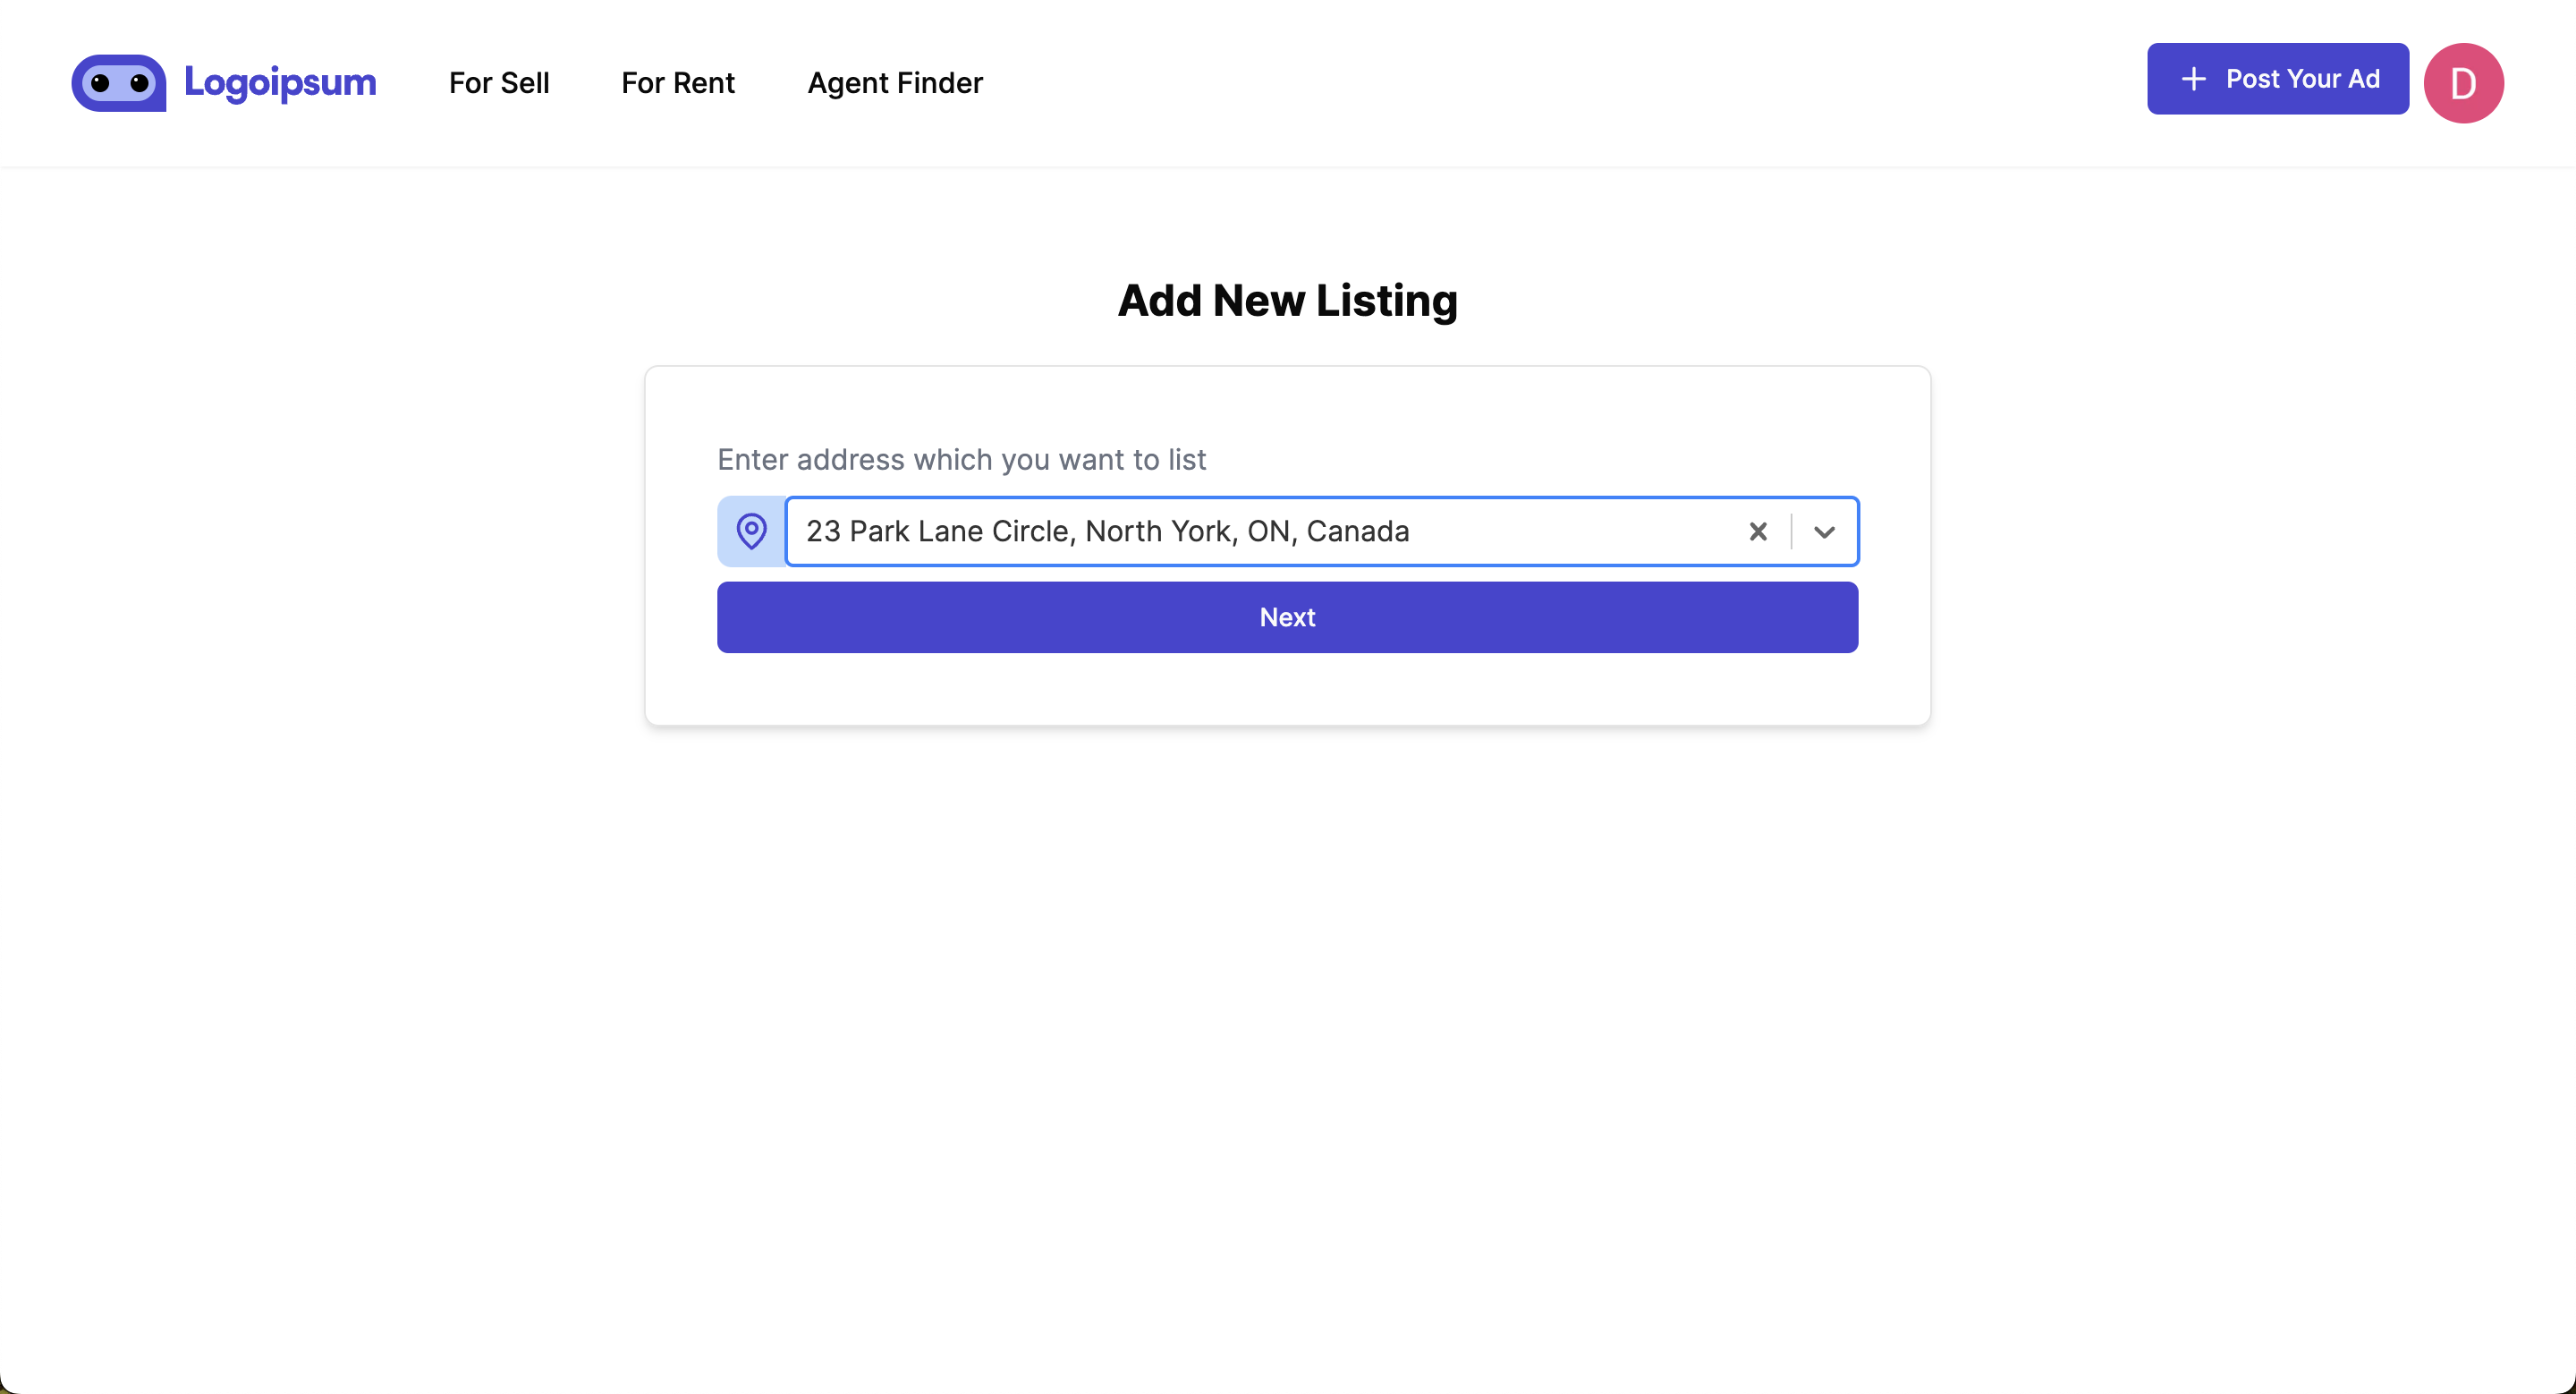 Logoipsum
For Sell
For Rent
Agent Finder
Post Your Ad
D
Add New Listing
Enter address which you want to list
23 Park Lane Circle, North York, ON, Canada
Next